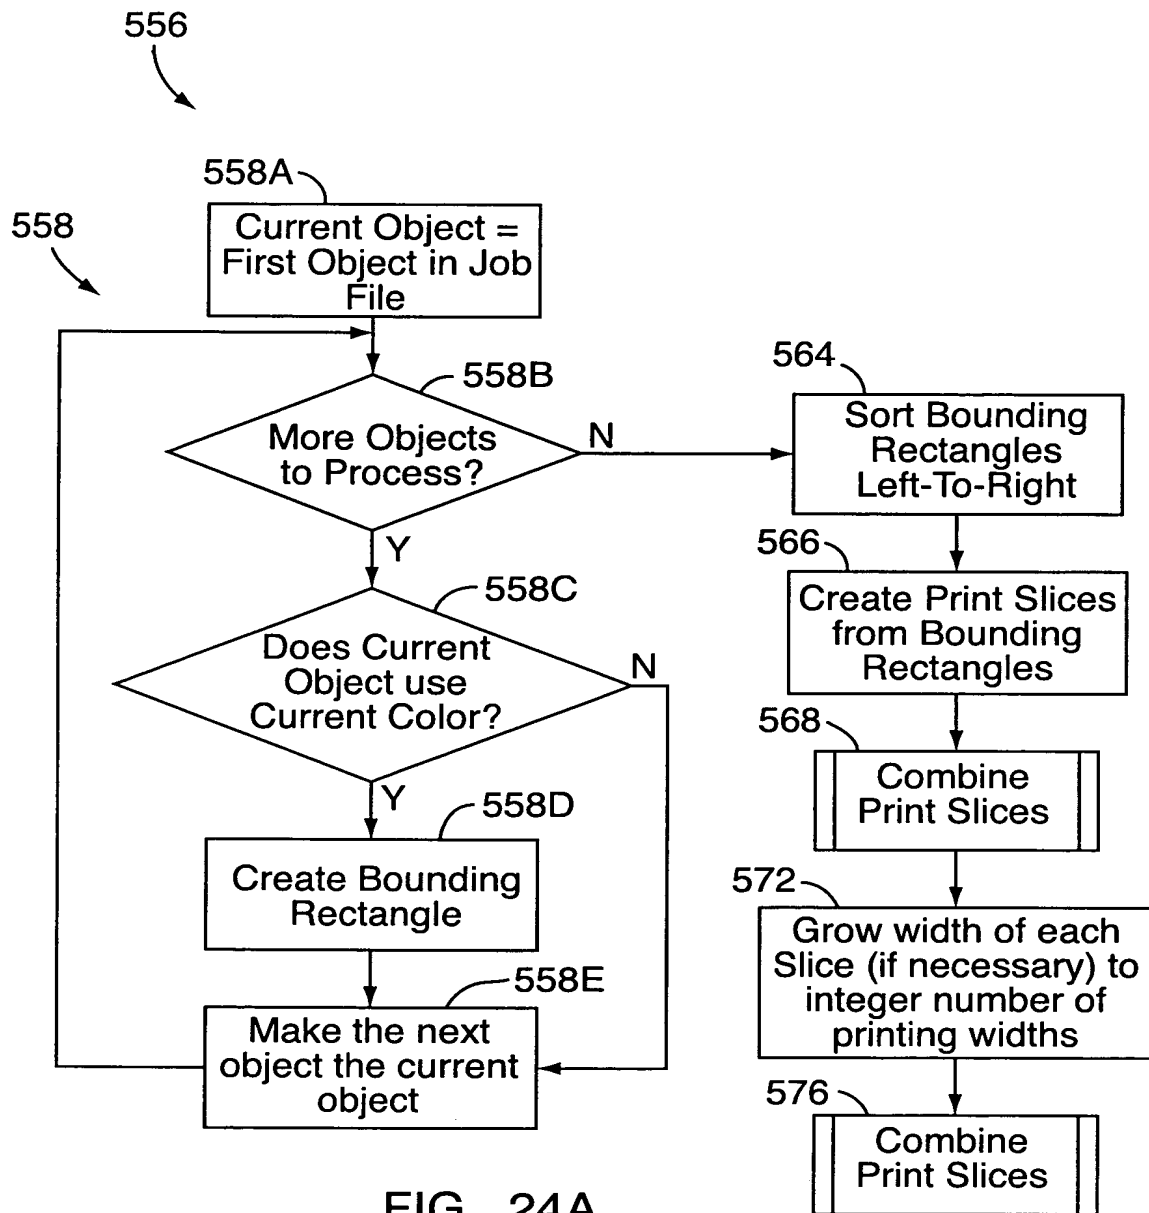 556
558A
558
Current Object =
First Object in Job
File
558B
More Objects
to Process?
N
Y
558C
Does Current
Object use
Current Color?
N
Y
558D
Create Bounding
Rectangle
558E
Make the next
object the current
object
564
Sort Bounding
Rectangles
Left-To-Right
566
Create Print Slices
from Bounding
Rectangles
568
Combine
Print Slices
572
Grow width of each
Slice (if necessary) to
integer number of
printing widths
576
Combine
Print Slices
FIG. 24A